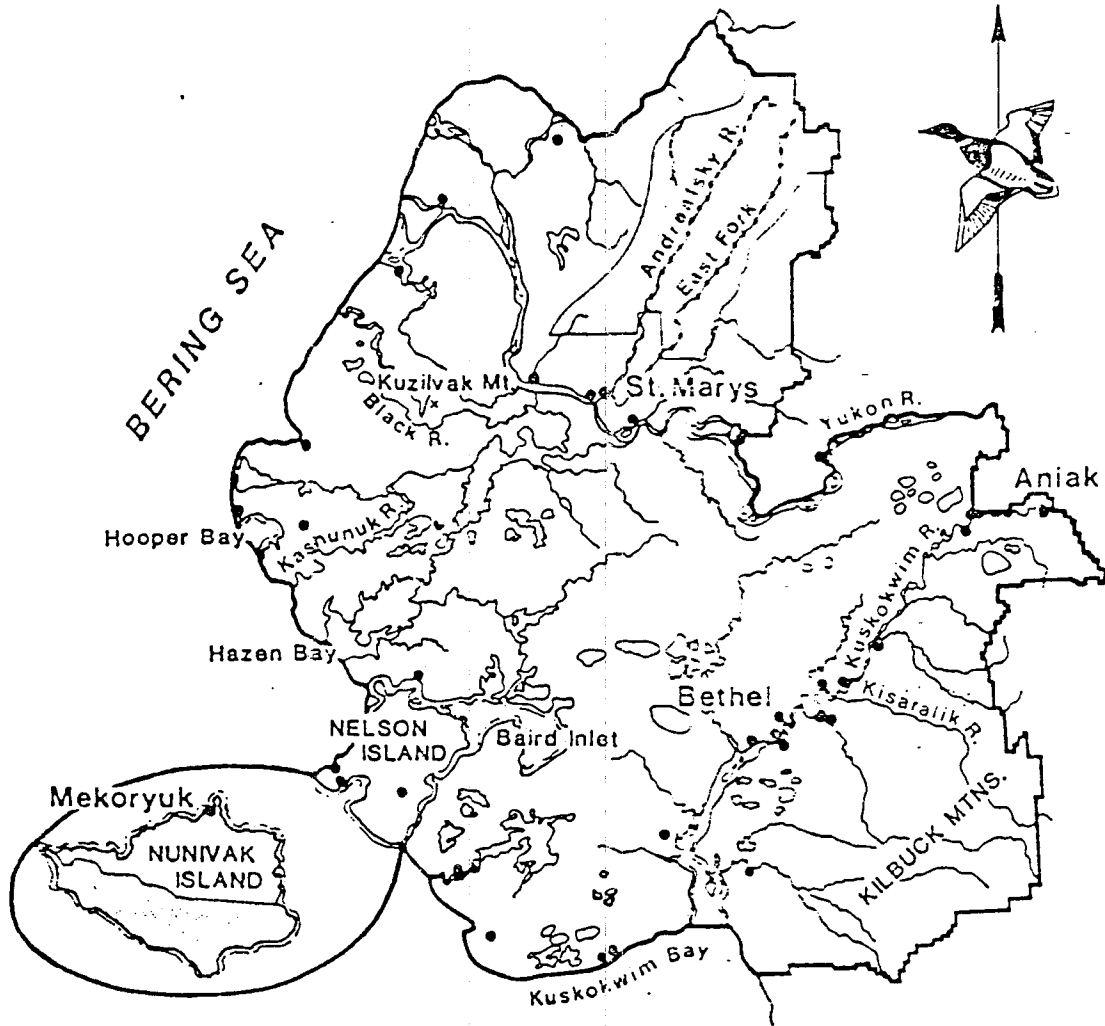 Andreafsky R.
East Fork
BERING SEA
Kuzilvak Mt.
St. Marys
Black R.
Yukon R.
Aniak
Hooper Bay
Kashunuk R.
Kuskokwim R.
Hazen Bay
Bethel
Kisaralik R.
NELSON
ISLAND
Baird Inlet
Mekoryuk
NUNIVAK
ISLAND
KILBUCK MTNS.
Kuskokwim Bay